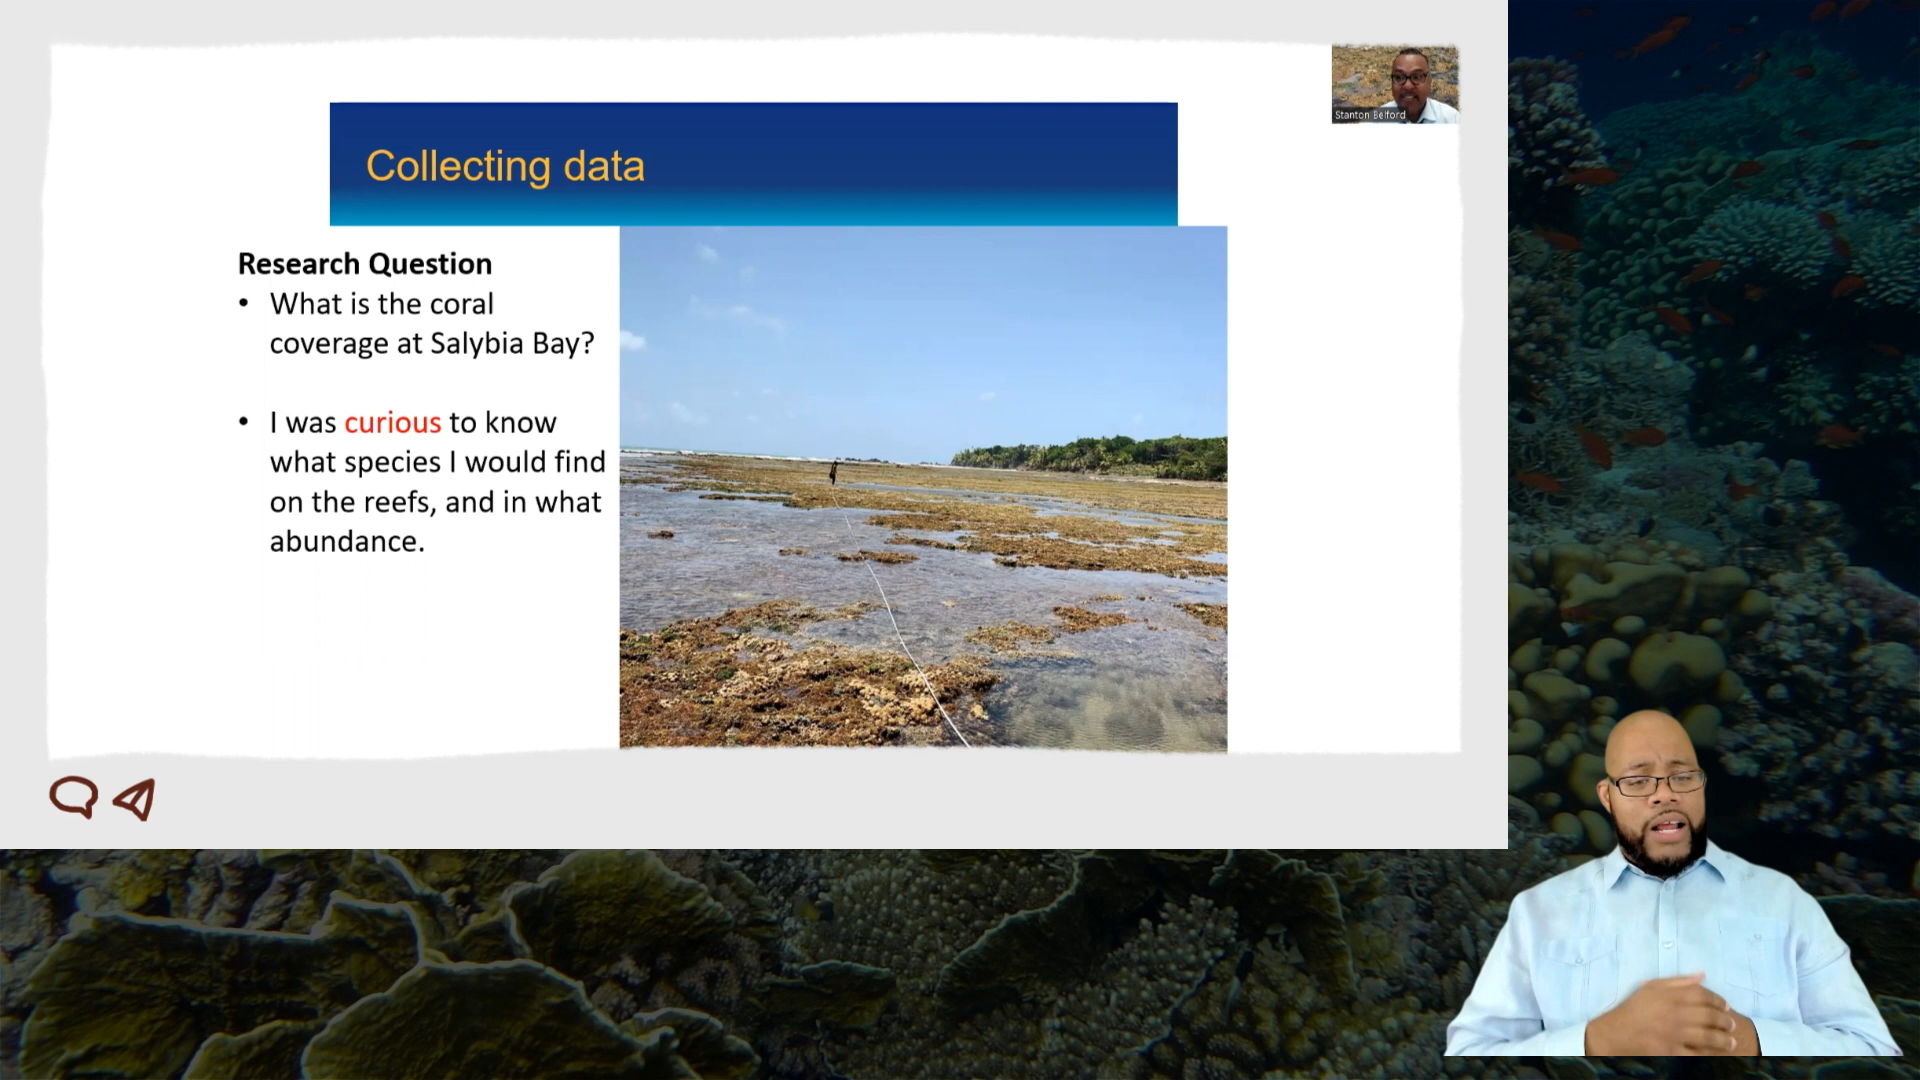 Stanton Belford
Collecting data
Research Question
• What is the coral
coverage at Salybia Bay?
• I was curious to know
what species I would find
on the reefs, and in what
abundance.